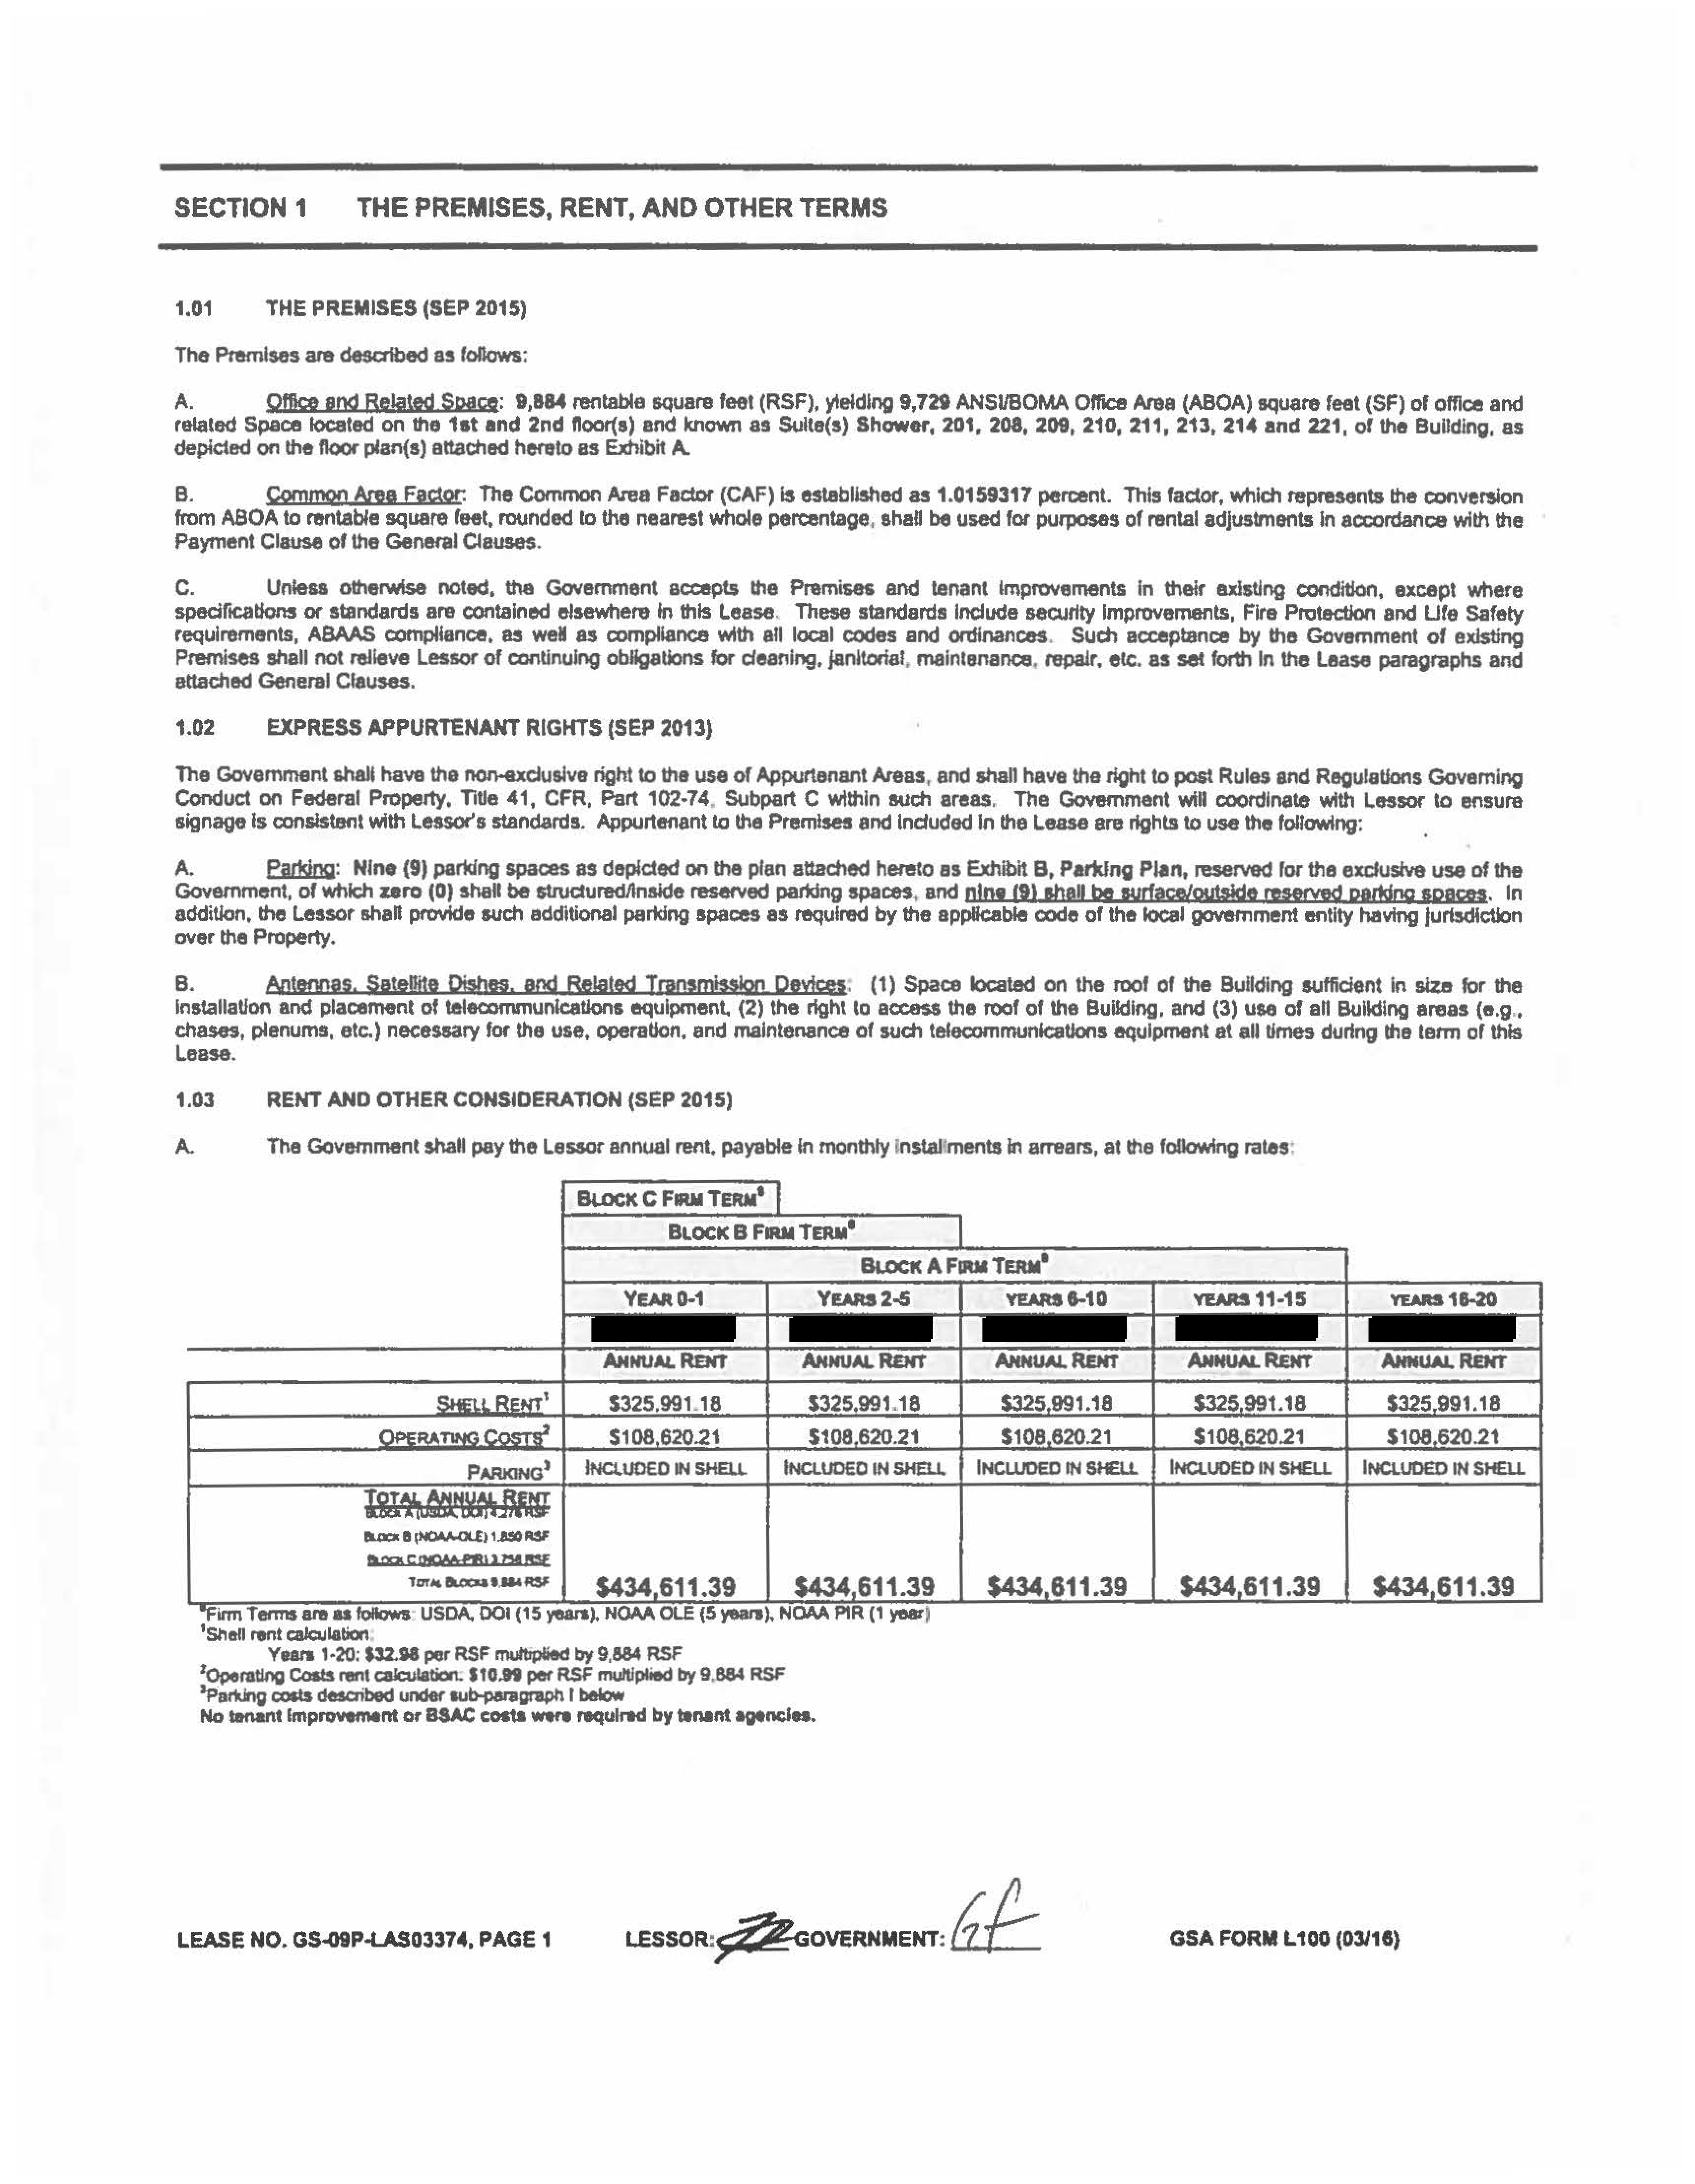 SECTION 1 THE PREMISES, RENT, AND OTHER TERMS
1.01 THE PREMISES (SEP 2015)
The Premises are described as follows:
A. Office and Related Space: 9,884 rentable square feet (RSF), yielding 9,729 ANSI/BOMA Office Area (ABOA) square feet (SF) of office and
related Space located on the 1st and 2nd floor(s) and known as Suite(s) Shower, 201, 208, 209, 210, 211, 213, 214 and 221, of the Building, as
depicted on the floor plan(s) attached hereto as Exhibit A.
B. Common Area Factor: The Common Area Factor (CAF) is established as 1.0159317 percent. This factor, which represents the conversion
from ABOA to rentable square feet, rounded to the nearest whole percentage, shall be used for purposes of rental adjustments in accordance with the
Payment Clause of the General Clauses.
C. Unless otherwise noted, the Government accepts the Premises and tenant improvements in their existing condition, except where
specifications or standards are contained elsewhere in this Lease. These standards include security improvements, Fire Protection and Life Safety
requirements, ABAAS compliance, as well as compliance with all local codes and ordinances. Such acceptance by the Government of existing
Premises shall not relieve Lessor of continuing obligations for cleaning, janitorial, maintenance, repair, etc. as set forth in the Lease paragraphs and
attached General Clauses.
1.02 EXPRESS APPURTENANT RIGHTS (SEP 2013)
The Government shall have the non-exclusive right to the use of Appurtenant Areas, and shall have the right to post Rules and Regulations Governing
Conduct on Federal Property, Title 41, CFR, Part 102-74, Subpart C within such areas. The Government will coordinate with Lessor to ensure
signage is consistent with Lessor's standards. Appurtenant to the Premises and included in the Lease are rights to use the following:
A. Parking: Nine (9) parking spaces as depicted on the plan attached hereto as Exhibit B, Parking Plan, reserved for the exclusive use of the
Government, of which zero (0) shall be structured/inside reserved parking spaces, and nine (9) shall be surface/outside reserved parking spaces. In
addition, the Lessor shall provide such additional parking spaces as required by the applicable code of the local government entity having jurisdiction
over the Property.
B. Antennas, Satellite Dishes, and Related Transmission Devices: (1) Space located on the roof of the Building sufficient in size for the
installation and placement of telecommunications equipment, (2) the right to access the roof of the Building, and (3) use of all Building areas (e.g.,
chases, plenums, etc.) necessary for the use, operation, and maintenance of such telecommunications equipment at all times during the term of this
Lease.
1.03 RENT AND OTHER CONSIDERATION (SEP 2015)
A. The Government shall pay the Lessor annual rent, payable in monthly installments in arrears, at the following rates:
BLOCK C FIRM TERM*
BLOCK B FIRM TERM*
BLOCK A FIRM TERM*
YEAR 0-1 YEARS 2-5 YEARS 6-10 YEARS 11-15 YEARS 16-20
ANNUAL RENT ANNUAL RENT ANNUAL RENT ANNUAL RENT ANNUAL RENT
SHELL RENT¹ $325,991.18 $325,991.18 $325,991.18 $325,991.18 $325,991.18
OPERATING COSTS² $108,620.21 $108,620.21 $108,620.21 $108,620.21 $108,620.21
PARKING³ INCLUDED IN SHELL INCLUDED IN SHELL INCLUDED IN SHELL INCLUDED IN SHELL INCLUDED IN SHELL
TOTAL ANNUAL RENT
BLOCK A (USDA, DOI) 4,276 RSF
BLOCK B (NOAA-OLE) 1,850 RSF
BLOCK C (NOAA-PIR) 3,758 RSF
TOTAL BLOCKS 9,884 RSF $434,611.39 $434,611.39 $434,611.39 $434,611.39 $434,611.39
*Firm Terms are as follows: USDA, DOI (15 years), NOAA OLE (5 years), NOAA PIR (1 year)
¹Shell rent calculation:
Years 1-20: $32.98 per RSF multiplied by 9,884 RSF
²Operating Costs rent calculation: $10.99 per RSF multiplied by 9,884 RSF
³Parking costs described under sub-paragraph I below
No tenant improvement or BSAC costs were required by tenant agencies.
LEASE NO. GS-09P-LAS03374, PAGE 1 LESSOR: GOVERNMENT: GF GSA FORM L100 (03/16)